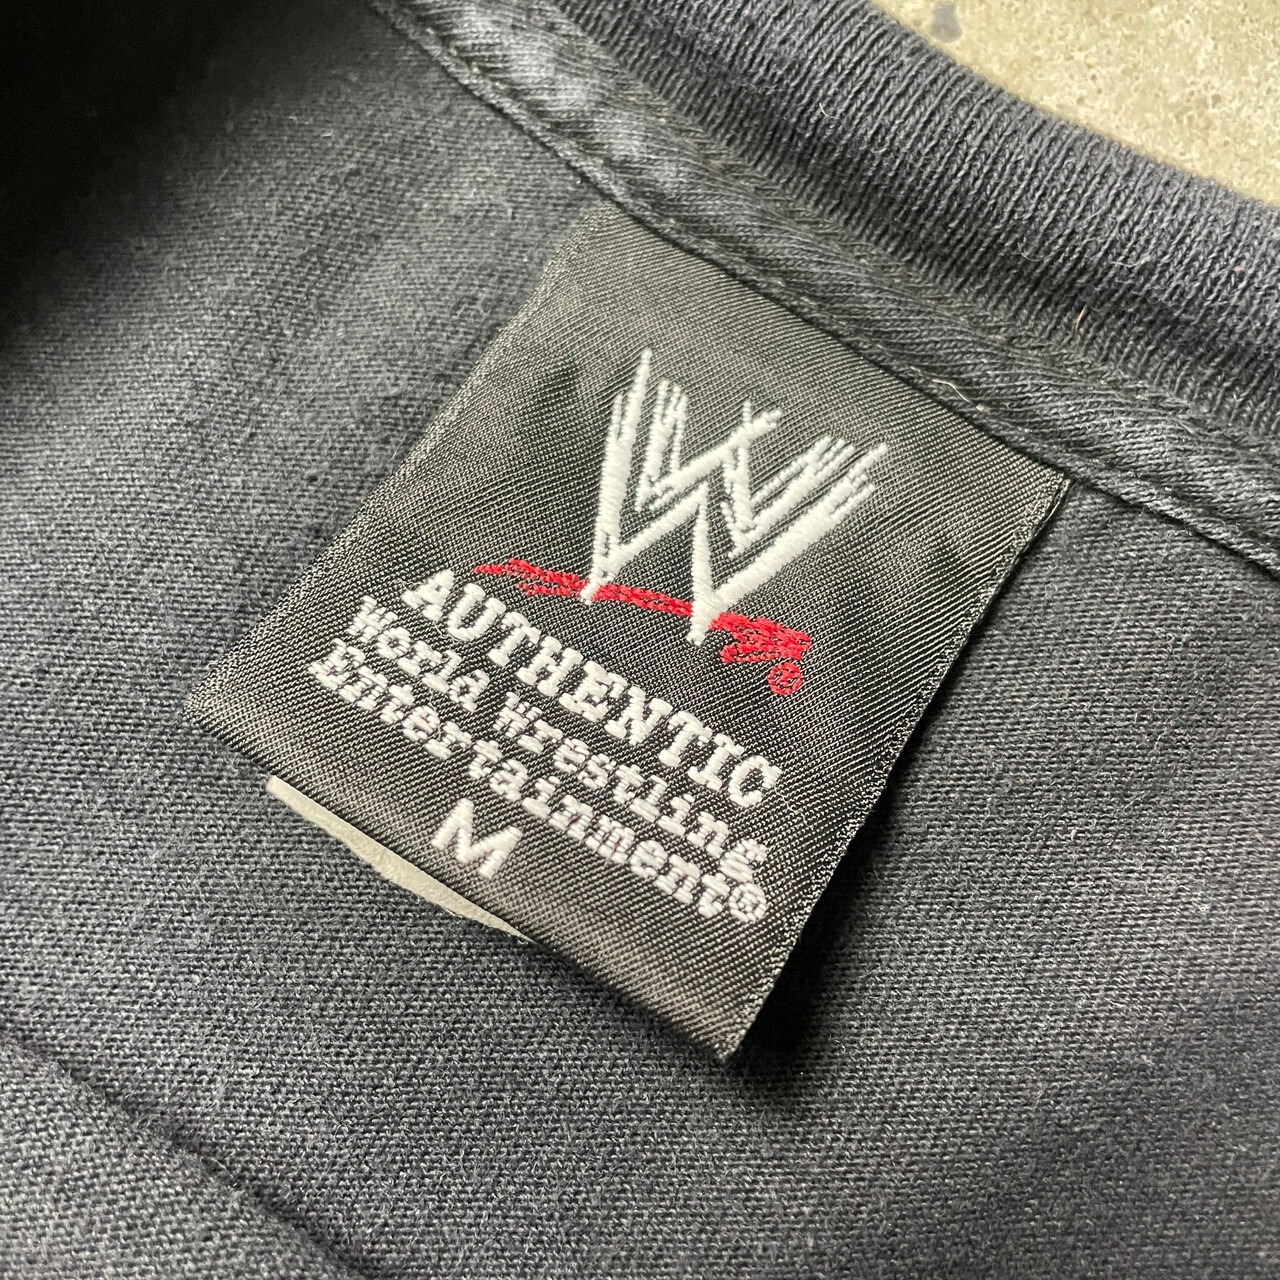 W
AUTHENTIC
World Wrestling
Entertainment®
M